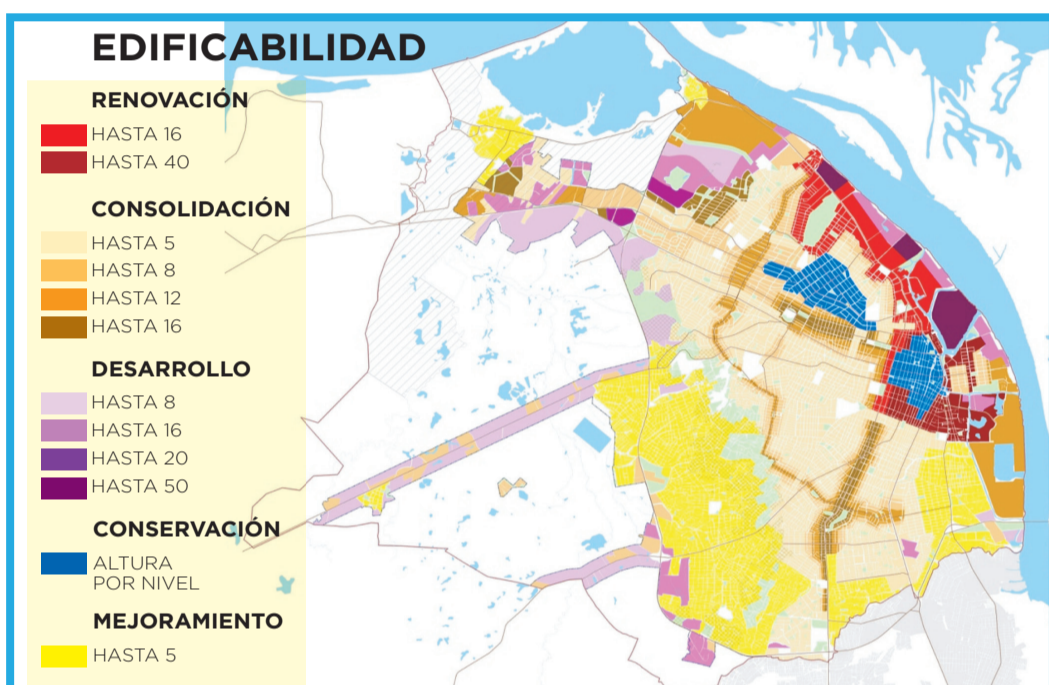 EDIFICABILIDAD
RENOVACIÓN
HASTA 16
HASTA 40
CONSOLIDACIÓN
HASTA 5
HASTA 8
HASTA 12
HASTA 16
DESARROLLO
HASTA 8
HASTA 16
HASTA 20
HASTA 50
CONSERVACIÓN
ALTURA
POR NIVEL
MEJORAMIENTO
HASTA 5